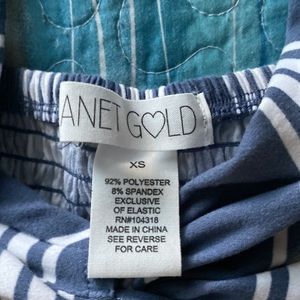 ANET GOLD
XS
92% POLYESTER
8% SPANDEX
EXCLUSIVE
OF ELASTIC
RN#104318
MADE IN CHINA
SEE REVERSE
FOR CARE